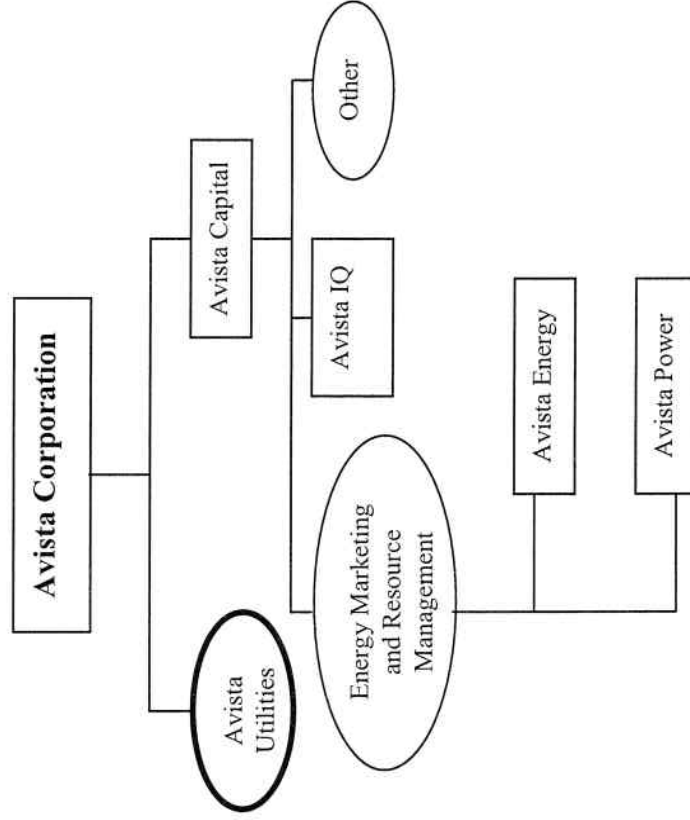 Avista Corporation
Avista
Utilities
Avista Capital
Energy Marketing
and Resource
Management
Avista IQ
Other
Avista Energy
Avista Power